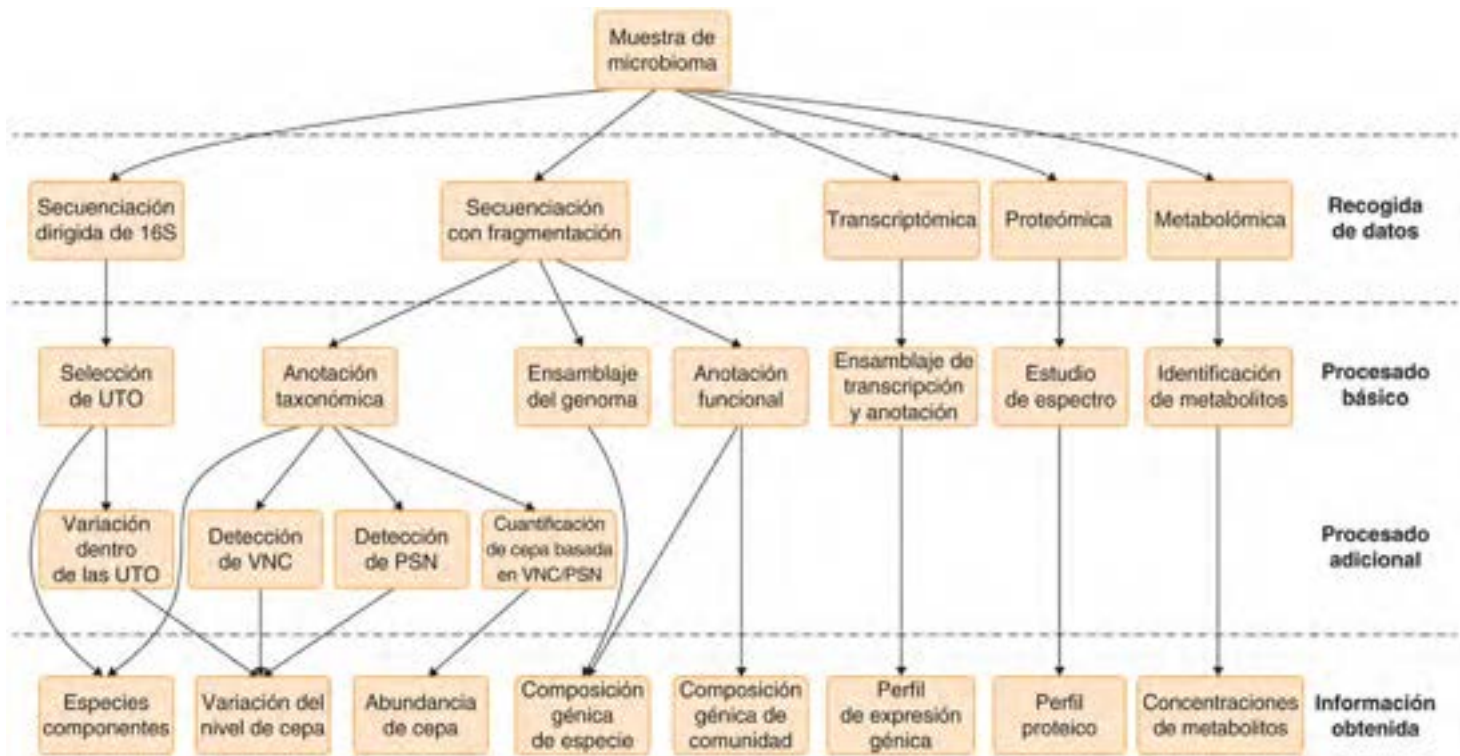 Muestra de
microbioma
Secuenciación
dirigida de 16S
Secuenciación
con fragmentación
Transcriptómica
Proteómica
Metabolómica
Recogida
de datos
Selección
de UTO
Anotación
taxonómica
Ensamblaje
del genoma
Anotación
funcional
Ensamblaje de
transcripción
y anotación
Estudio
de espectro
Identificación
de metabolitos
Procesado
básico
Variación
dentro
de las UTO
Detección
de VNC
Detección
de PSN
Cuantificación
de cepa basada
en VNC/PSN
Procesado
adicional
Especies
componentes
Variación del
nivel de cepa
Abundancia
de cepa
Composición
génica
de especie
Composición
génica de
comunidad
Perfil
de expresión
génica
Perfil
proteico
Concentraciones
de metabolitos
Información
obtenida